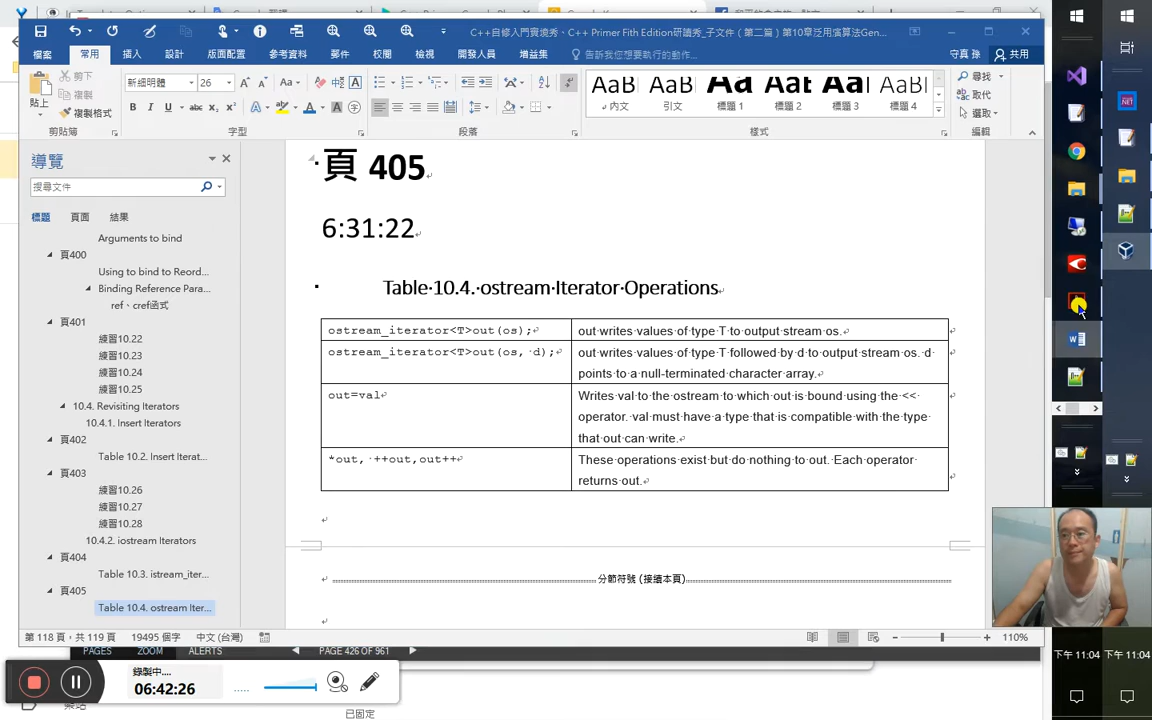 C++自修入門實境秀 - C++ Primer Fith Edition研讀秀_子文件（第二篇）第10章泛用演算法Gen...
檔案 常用 插入 設計 版面配置 參考資料 郵件 校閱 檢視 開發人員 增益集 告訴我您想要執行的動作... 守真 孫 共用
貼上
剪下
複製
複製格式
新細明體 26
AaB AaB Aa Aat AaI AaBC
內文 引文 標題 1 標題 2 標題 3 標題 4
尋找
取代
選取
剪貼簿 字型 段落 樣式 編輯
導覽
搜尋文件
標題 頁面 結果
Arguments to bind
頁400
Using to bind to Reord...
Binding Reference Para...
ref、cref函式
頁401
練習10.22
練習10.23
練習10.24
練習10.25
10.4. Revisiting Iterators
10.4.1. Insert Iterators
頁402
Table 10.2. Insert Iterat...
頁403
練習10.26
練習10.27
練習10.28
10.4.2. iostream Iterators
頁404
Table 10.3. istream_iter...
頁405
Table 10.4. ostream Iter...
頁 405
6:31:22
Table 10.4. ostream Iterator Operations
ostream_iterator<T>out(os);
out writes values of type T to output stream os.
ostream_iterator<T>out(os, d);
out writes values of type T followed by d to output stream os. d
points to a null-terminated character array.
out=val
Writes val to the ostream to which out is bound using the <<
operator. val must have a type that is compatible with the type
that out can write.
*out, ++out,out++
These operations exist but do nothing to out. Each operator
returns out.
分節符號 (接續本頁)
第 118 頁，共 119 頁 19495 個字 中文 (台灣) 110%
PAGES ZOOM ALERTS PAGE 426 OF 961
錄製中...
06:42:26
已固定
下午 11:04 下午 11:04